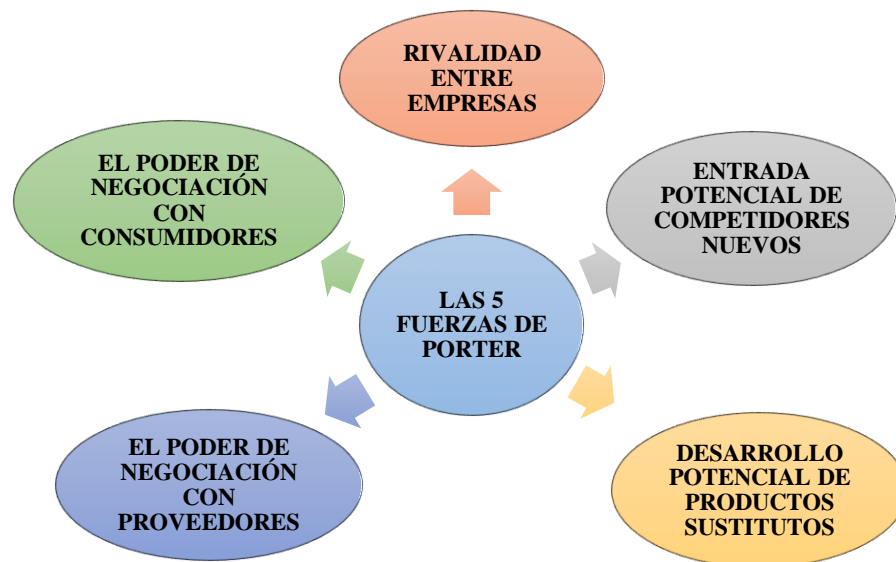 RIVALIDAD
ENTRE
EMPRESAS
EL PODER DE
NEGOCIACIÓN
CON
CONSUMIDORES
ENTRADA
POTENCIAL DE
COMPETIDORES
NUEVOS
LAS 5
FUERZAS DE
PORTER
EL PODER DE
NEGOCIACIÓN
CON
PROVEEDORES
DESARROLLO
POTENCIAL DE
PRODUCTOS
SUSTITUTOS